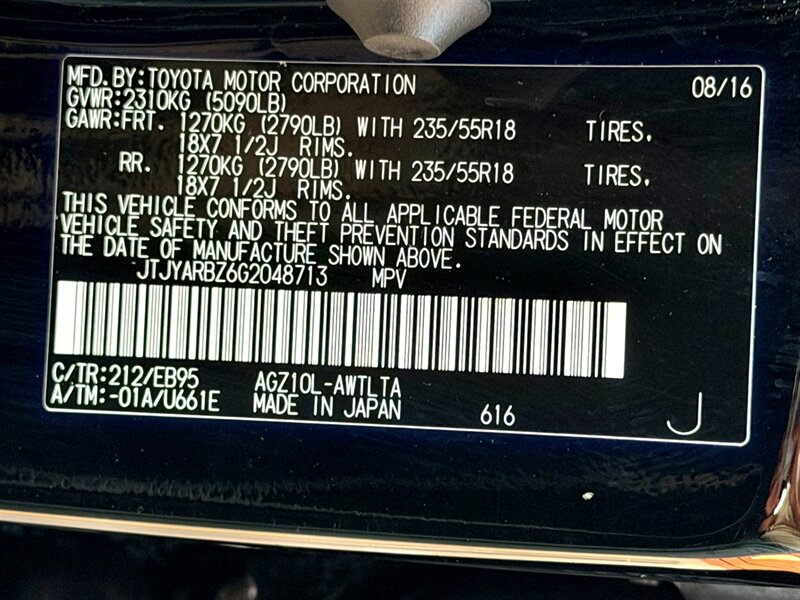 MFD. BY: TOYOTA MOTOR CORPORATION 08/16
GVWR: 2310KG (5090LB)
GAWR: FRT. 1270KG (2790LB) WITH 235/55R18 TIRES,
18X7 1/2J RIMS.
RR. 1270KG (2790LB) WITH 235/55R18 TIRES,
18X7 1/2J RIMS.
THIS VEHICLE CONFORMS TO ALL APPLICABLE FEDERAL MOTOR
VEHICLE SAFETY AND THEFT PREVENTION STANDARDS IN EFFECT ON
THE DATE OF MANUFACTURE SHOWN ABOVE.
JTJYARBZ6G2048713 MPV
C/TR: 212/EB95 AGZ10L-AWTLTA
A/TM: -01A/U661E MADE IN JAPAN 616 J